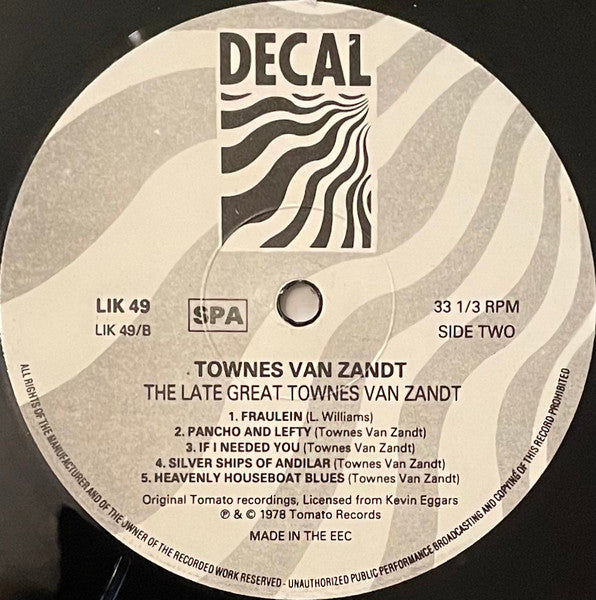 DECAL
LIK 49
LIK 49/B
SPA
33 1/3 RPM
SIDE TWO
TOWNES VAN ZANDT
THE LATE GREAT TOWNES VAN ZANDT
1. FRAULEIN (L. Williams)
2. PANCHO AND LEFTY (Townes Van Zandt)
3. IF I NEEDED YOU (Townes Van Zandt)
4. SILVER SHIPS OF ANDILAR (Townes Van Zandt)
5. HEAVENLY HOUSEBOAT BLUES (Townes Van Zandt)
Original Tomato recordings, Licensed from Kevin Eggars
℗ & © 1978 Tomato Records
MADE IN THE EEC
ALL RIGHTS OF THE MANUFACTURER AND OF THE OWNER OF THE RECORDED WORK RESERVED - UNAUTHORIZED PUBLIC PERFORMANCE BROADCASTING AND COPYING OF THIS RECORD PROHIBITED